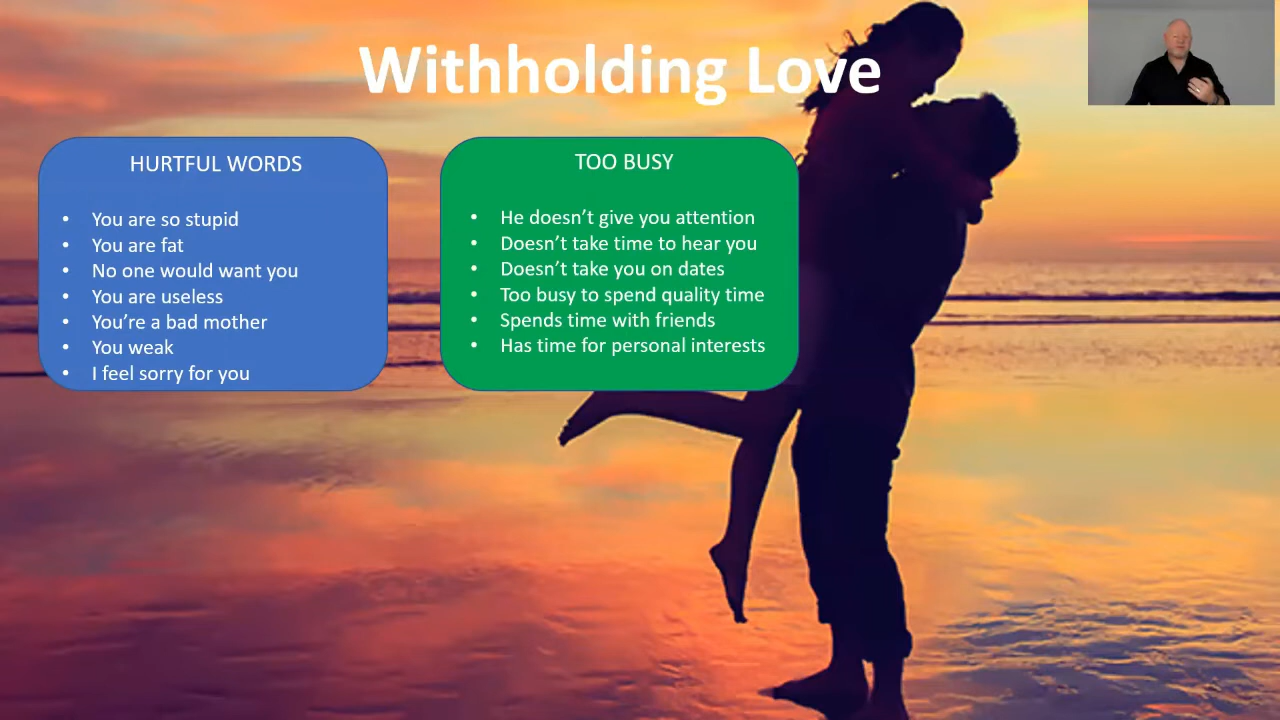 Withholding Love
HURTFUL WORDS
• You are so stupid
• You are fat
• No one would want you
• You are useless
• You’re a bad mother
• You weak
• I feel sorry for you
TOO BUSY
• He doesn’t give you attention
• Doesn’t take time to hear you
• Doesn’t take you on dates
• Too busy to spend quality time
• Spends time with friends
• Has time for personal interests